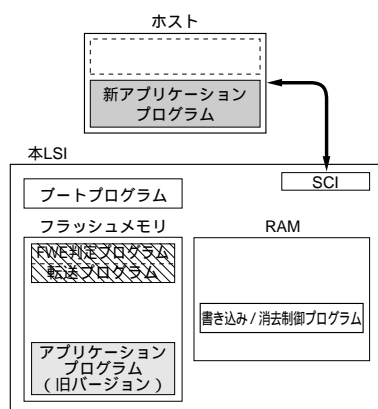 ホスト
新アプリケーション
プログラム
本LSI
SCI
ブートプログラム
フラッシュメモリ
RAM
FWE判定プログラム
転送プログラム
書き込み / 消去制御プログラム
アプリケーション
プログラム
( 旧バージョン )